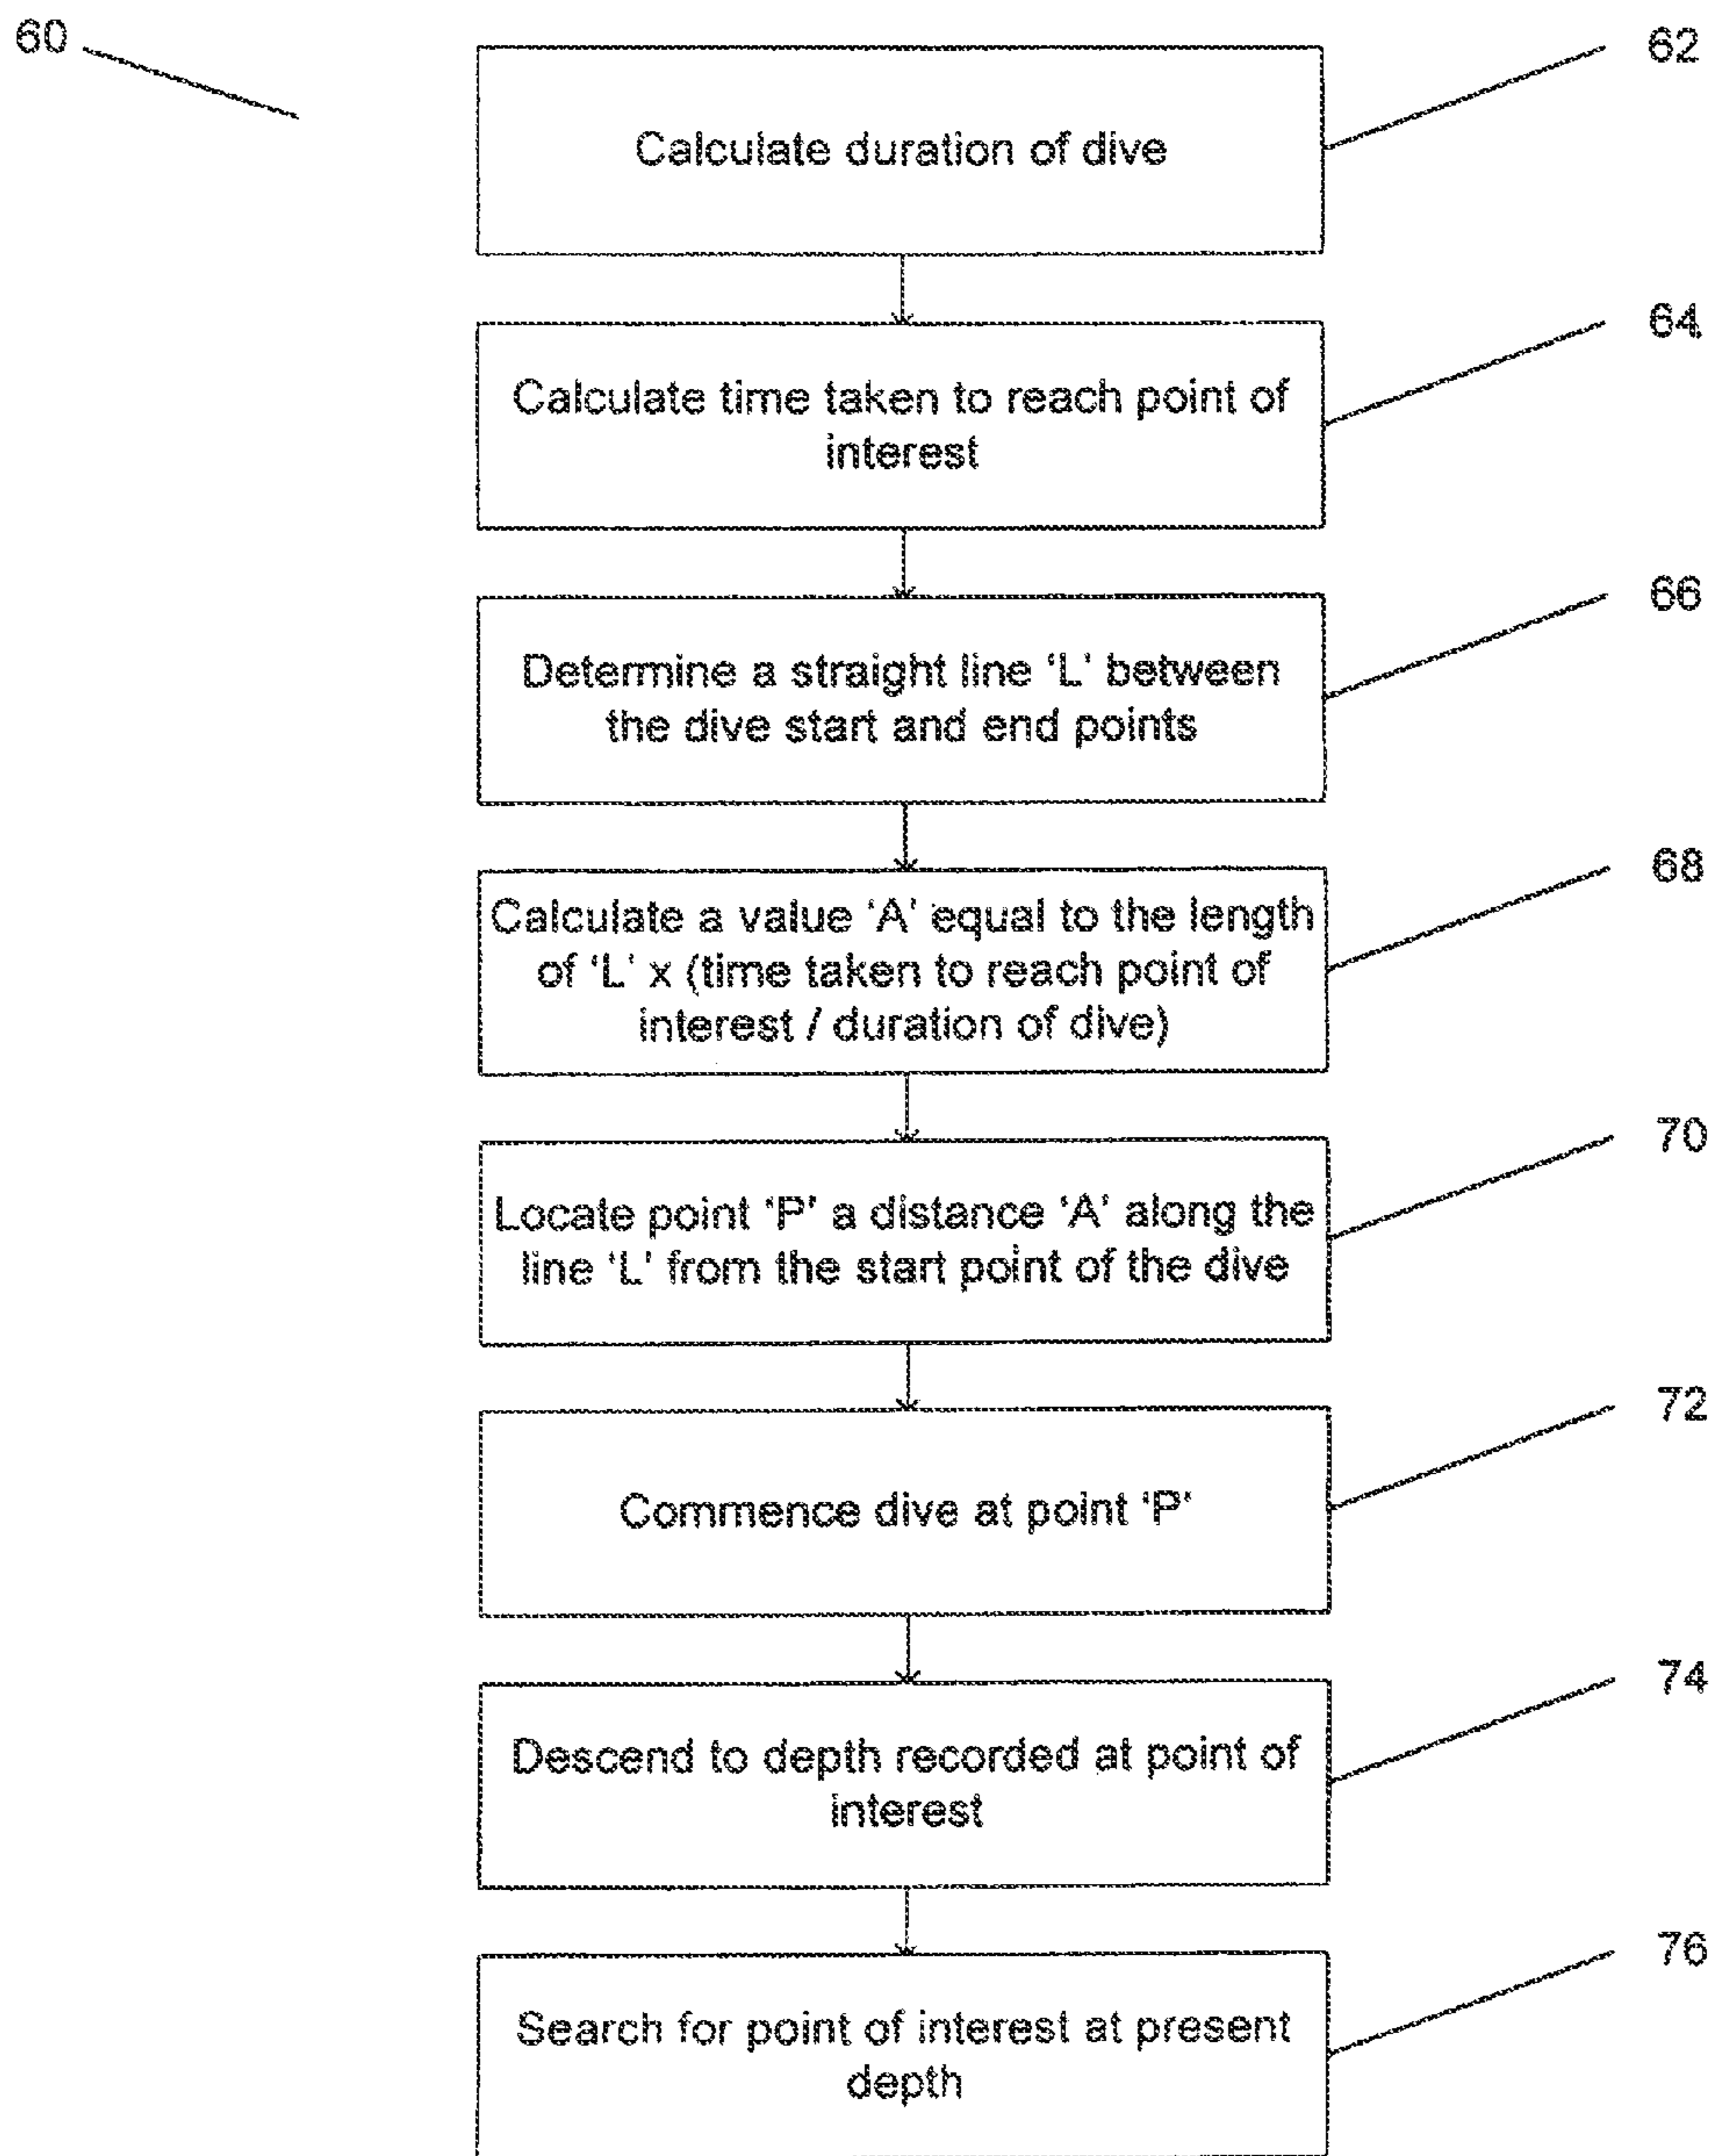 60
62
Calculate duration of dive
64
Calculate time taken to reach point of
interest
66
Determine a straight line ‘L’ between
the dive start and end points
68
Calculate a value ‘A’ equal to the length
of ‘L’ x (time taken to reach point of
interest / duration of dive)
70
Locate point ‘P’ a distance ‘A’ along the
line ‘L’ from the start point of the dive
72
Commence dive at point ‘P’
74
Descend to depth recorded at point of
interest
76
Search for point of interest at present
depth